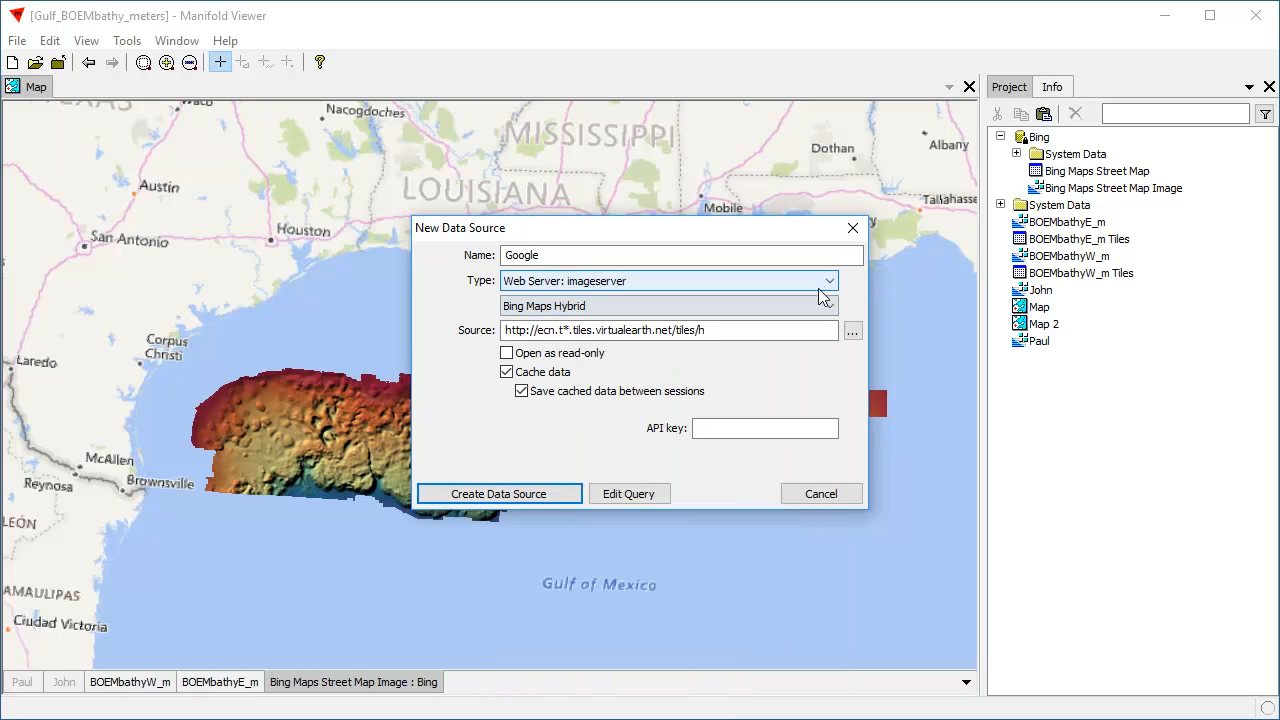 [Gulf_BOEMbathy_meters] - Manifold Viewer
File Edit View Tools Window Help
Map
Project Info
TEXAS
Waco
Nacogdoches
MISSISSIPPI
Dothan
Albany
Austin
LOUISIANA
Mobile
Tallahasse
San Antonio
Houston
Corpus
Christi
Laredo
McAllen
Reynosa
Brownsville
LEÓN
AMAULIPAS
Ciudad Victoria
Gulf of Mexico
New Data Source
Name: Google
Type: Web Server: imageserver
Bing Maps Hybrid
Source: http://ecn.t*.tiles.virtualearth.net/tiles/h ...
Open as read-only
Cache data
Save cached data between sessions
API key:
Create Data Source Edit Query Cancel
Bing
System Data
Bing Maps Street Map
Bing Maps Street Map Image
System Data
BOEMbathyE_m
BOEMbathyE_m Tiles
BOEMbathyW_m
BOEMbathyW_m Tiles
John
Map
Map 2
Paul
Paul John BOEMbathyW_m BOEMbathyE_m Bing Maps Street Map Image : Bing